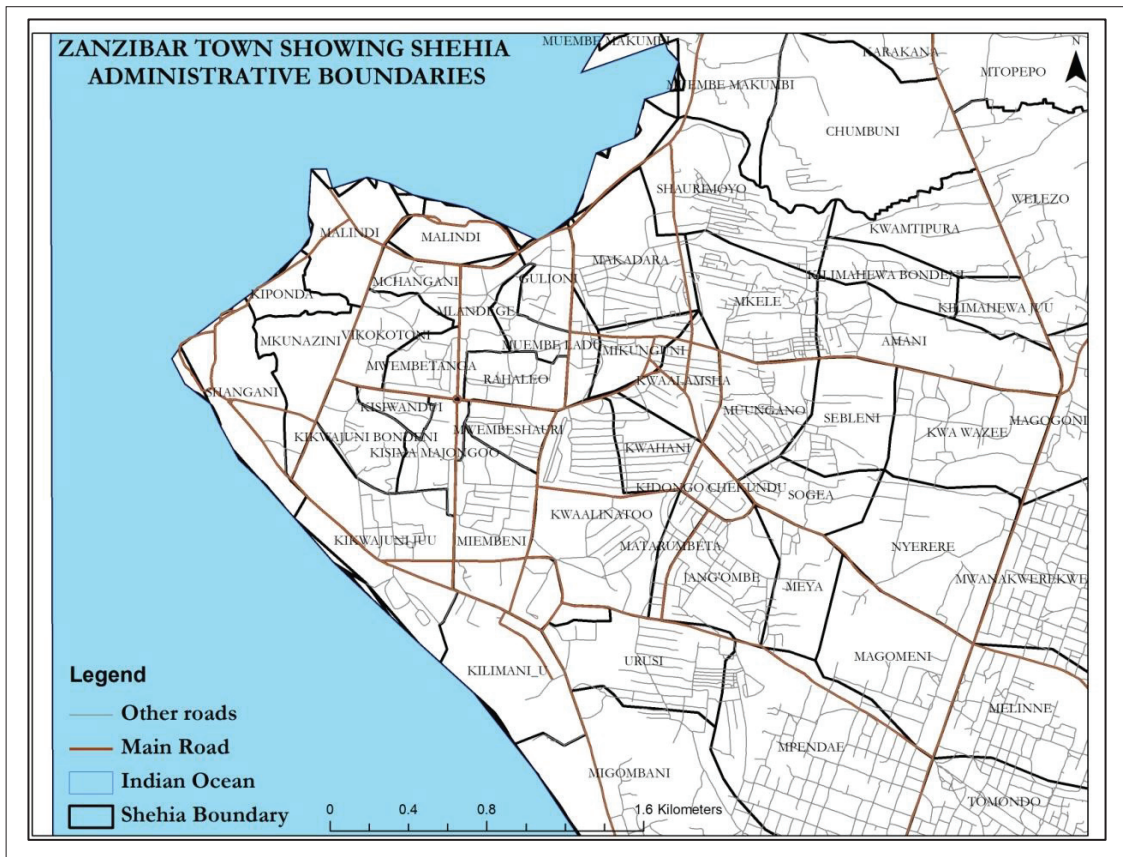 ZANZIBAR TOWN SHOWING SHEHIA
ADMINISTRATIVE BOUNDARIES
N
MUEMBE MAKUMBI
KARAKANA
MTOPEPO
MUEMBE MAKUMBI
CHUMBUNI
SHAURIMOYO
WELEZO
KWAMTIPURA
MALINDI
MALINDI
MAKADARA
MCHANGANI
GULIONI
KILIMAHEWA BONDENI
KIPONDA
MKELE
KILIMAHEWA JUU
MLANDEGE
VIKOKOTONI
MKUNAZINI
MUEMBE LADU
MIKUNGUNI
AMANI
MWEMBETANGA
RAHALEO
KWAALAMSHA
SHANGANI
KISIWANDUI
MUUNGANO
SEBLENI
MAGOGONI
KIKWAJUNI BONDENI
MWEMBESHAURI
KWA WAZEE
KISIMA MAJONGOO
KWAHANI
KIDONGO CHEKUNDU
SOGEA
KWAALINATOO
KIKWAJUNI JUU
MIEMBENI
MATARUMBETA
NYERERE
JANG'OMBE
MEYA
MWANAKWEREKWE
KILIMANI_U
URUSI
MAGOMENI
MELINNE
MPENDAE
MIGOMBANI
TOMONDO
Legend
Other roads
Main Road
Indian Ocean
Shehia Boundary
0 0.4 0.8 1.6 Kilometers